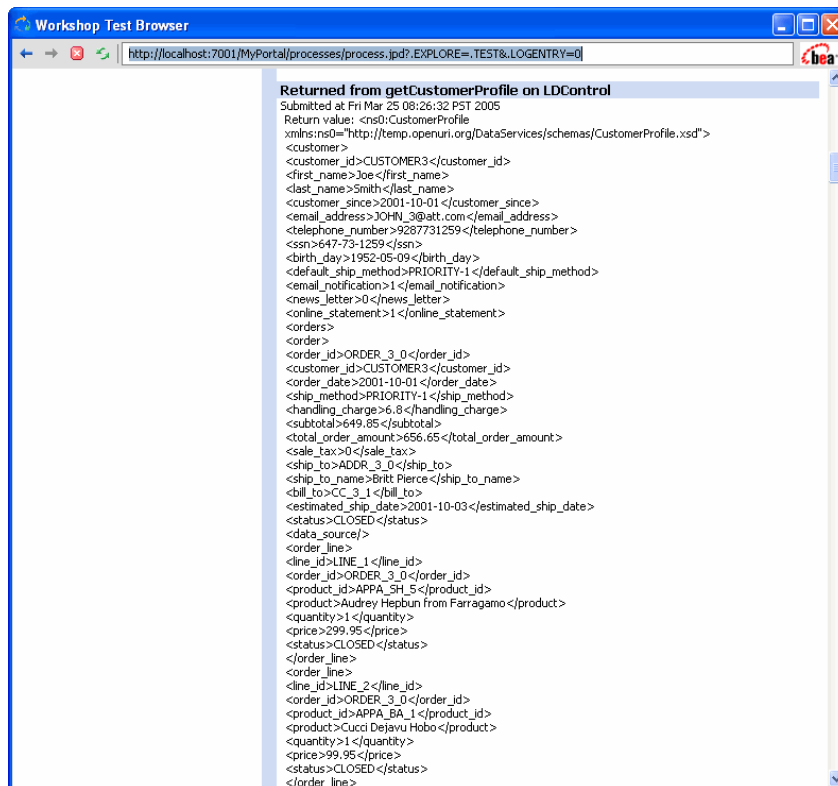 Workshop Test Browser
http://localhost:7001/MyPortal/processes/process.jpd?.EXPLORE=.TEST&.LOGENTRY=0
bea
Returned from getCustomerProfile on LDControl
Submitted at Fri Mar 25 08:26:32 PST 2005
Return value: <ns0:CustomerProfile
xmlns:ns0="http://temp.openuri.org/DataServices/schemas/CustomerProfile.xsd">
<customer>
<customer_id>CUSTOMER3</customer_id>
<first_name>Joe</first_name>
<last_name>Smith</last_name>
<customer_since>2001-10-01</customer_since>
<email_address>JOHN_3@att.com</email_address>
<telephone_number>9287731259</telephone_number>
<ssn>647-73-1259</ssn>
<birth_day>1952-05-09</birth_day>
<default_ship_method>PRIORITY-1</default_ship_method>
<email_notification>1</email_notification>
<news_letter>0</news_letter>
<online_statement>1</online_statement>
<orders>
<order>
<order_id>ORDER_3_0</order_id>
<customer_id>CUSTOMER3</customer_id>
<order_date>2001-10-01</order_date>
<ship_method>PRIORITY-1</ship_method>
<handling_charge>6.8</handling_charge>
<subtotal>649.85</subtotal>
<total_order_amount>656.65</total_order_amount>
<sale_tax>0</sale_tax>
<ship_to>ADDR_3_0</ship_to>
<ship_to_name>Britt Pierce</ship_to_name>
<bill_to>CC_3_1</bill_to>
<estimated_ship_date>2001-10-03</estimated_ship_date>
<status>CLOSED</status>
<data_source/>
<order_line>
<line_id>LINE_1</line_id>
<order_id>ORDER_3_0</order_id>
<product_id>APPA_SH_5</product_id>
<product>Audrey Hepbun from Farragamo</product>
<quantity>1</quantity>
<price>299.95</price>
<status>CLOSED</status>
</order_line>
<order_line>
<line_id>LINE_2</line_id>
<order_id>ORDER_3_0</order_id>
<product_id>APPA_BA_1</product_id>
<product>Cucci Dejavu Hobo</product>
<quantity>1</quantity>
<price>99.95</price>
<status>CLOSED</status>
</order_line>